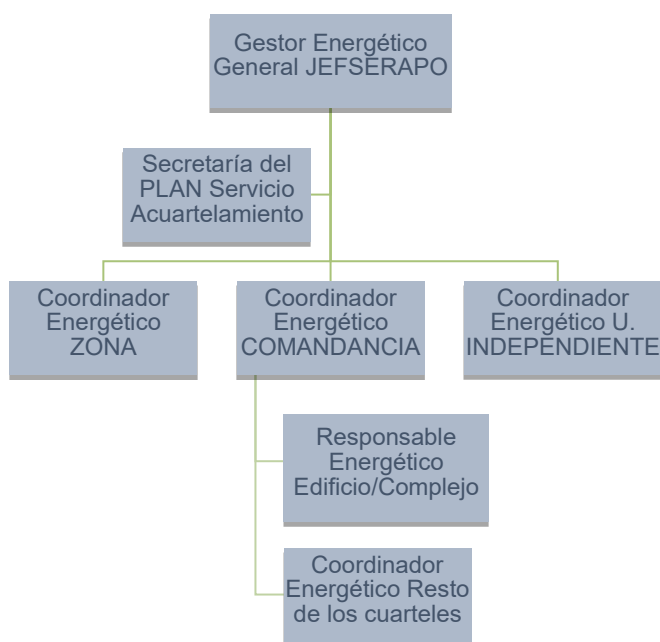 Gestor Energético
General JEFSERAPO
Secretaría del
PLAN Servicio
Acuartelamiento
Coordinador
Energético
ZONA
Coordinador
Energético
COMANDANCIA
Coordinador
Energético U.
INDEPENDIENTE
Responsable
Energético
Edificio/Complejo
Coordinador
Energético Resto
de los cuarteles